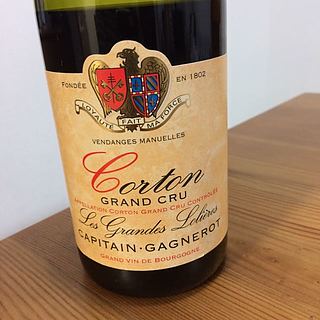 FONDÉE EN 1802
LOYAUTÉ FAIT MA FORCE
VENDANGES MANUELLES
Corton
GRAND CRU
APPELLATION CORTON GRAND CRU CONTRÔLÉE
Les Grandes Lolières
CAPITAIN-GAGNEROT
GRAND VIN DE BOURGOGNE